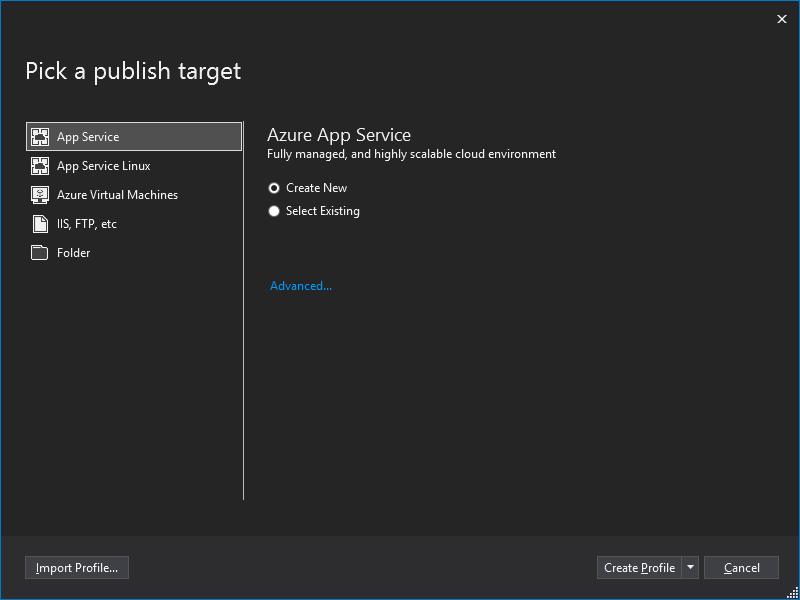 Pick a publish target
App Service
App Service Linux
Azure Virtual Machines
IIS, FTP, etc
Folder
Azure App Service
Fully managed, and highly scalable cloud environment
Create New
Select Existing
Advanced...
Import Profile...
Create Profile
Cancel